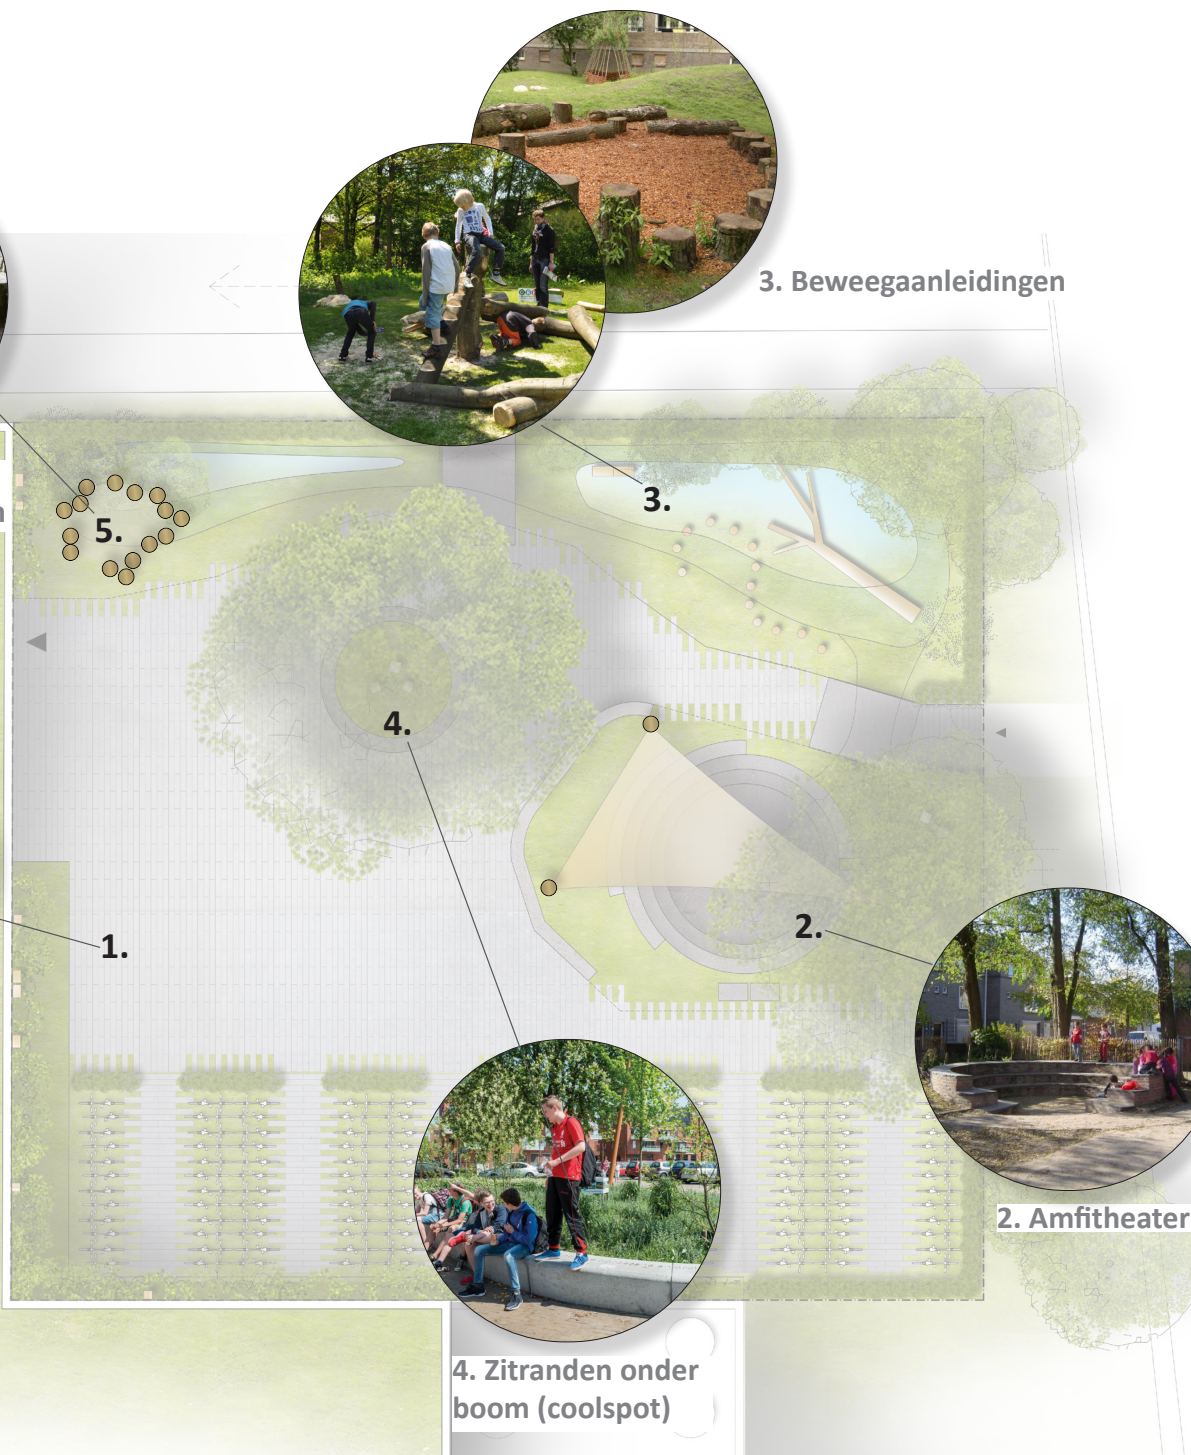 3. Beweegaanleidingen
3.
5.
n
4.
2.
1.
2. Amfitheater
4. Zitranden onder
boom (coolspot)